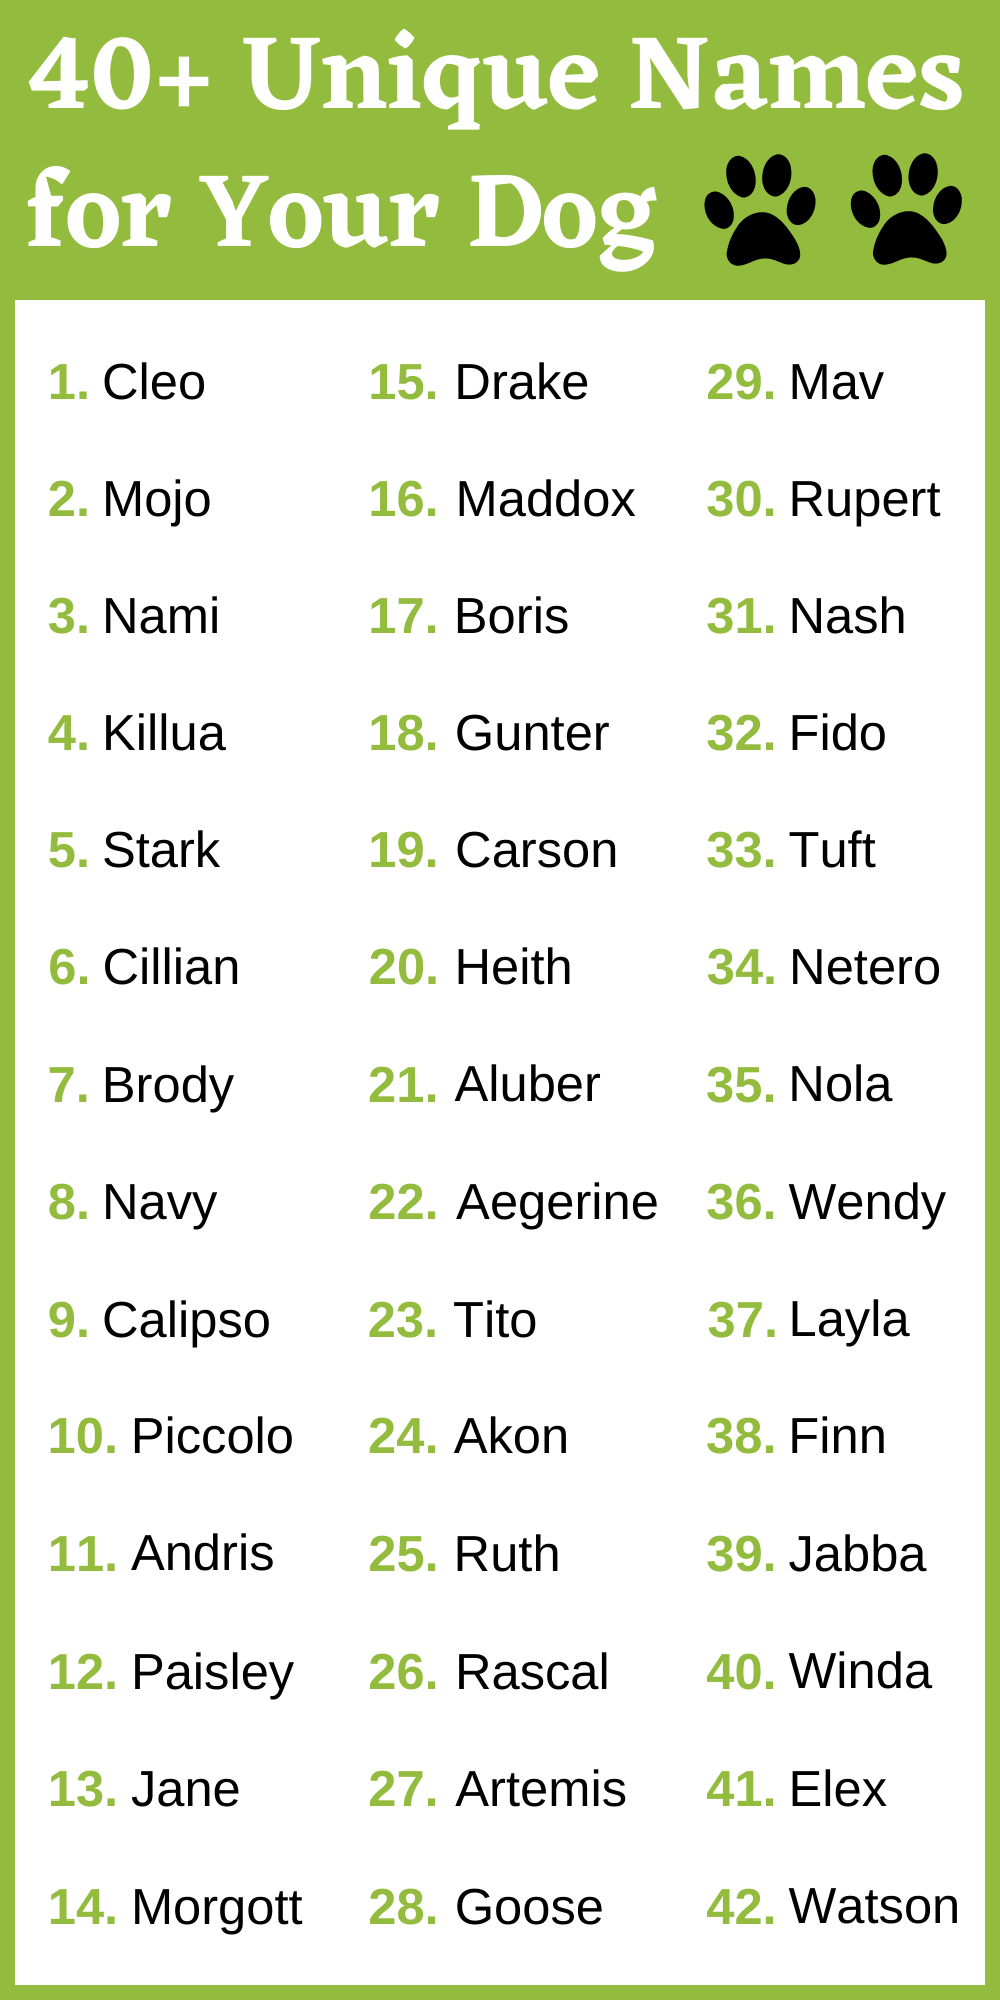 40+ Unique Names
for Your Dog
1. Cleo
2. Mojo
3. Nami
4. Killua
5. Stark
6. Cillian
7. Brody
8. Navy
9. Calipso
10. Piccolo
11. Andris
12. Paisley
13. Jane
14. Morgott
15. Drake
16. Maddox
17. Boris
18. Gunter
19. Carson
20. Heith
21. Aluber
22. Aegerine
23. Tito
24. Akon
25. Ruth
26. Rascal
27. Artemis
28. Goose
29. Mav
30. Rupert
31. Nash
32. Fido
33. Tuft
34. Netero
35. Nola
36. Wendy
37. Layla
38. Finn
39. Jabba
40. Winda
41. Elex
42. Watson